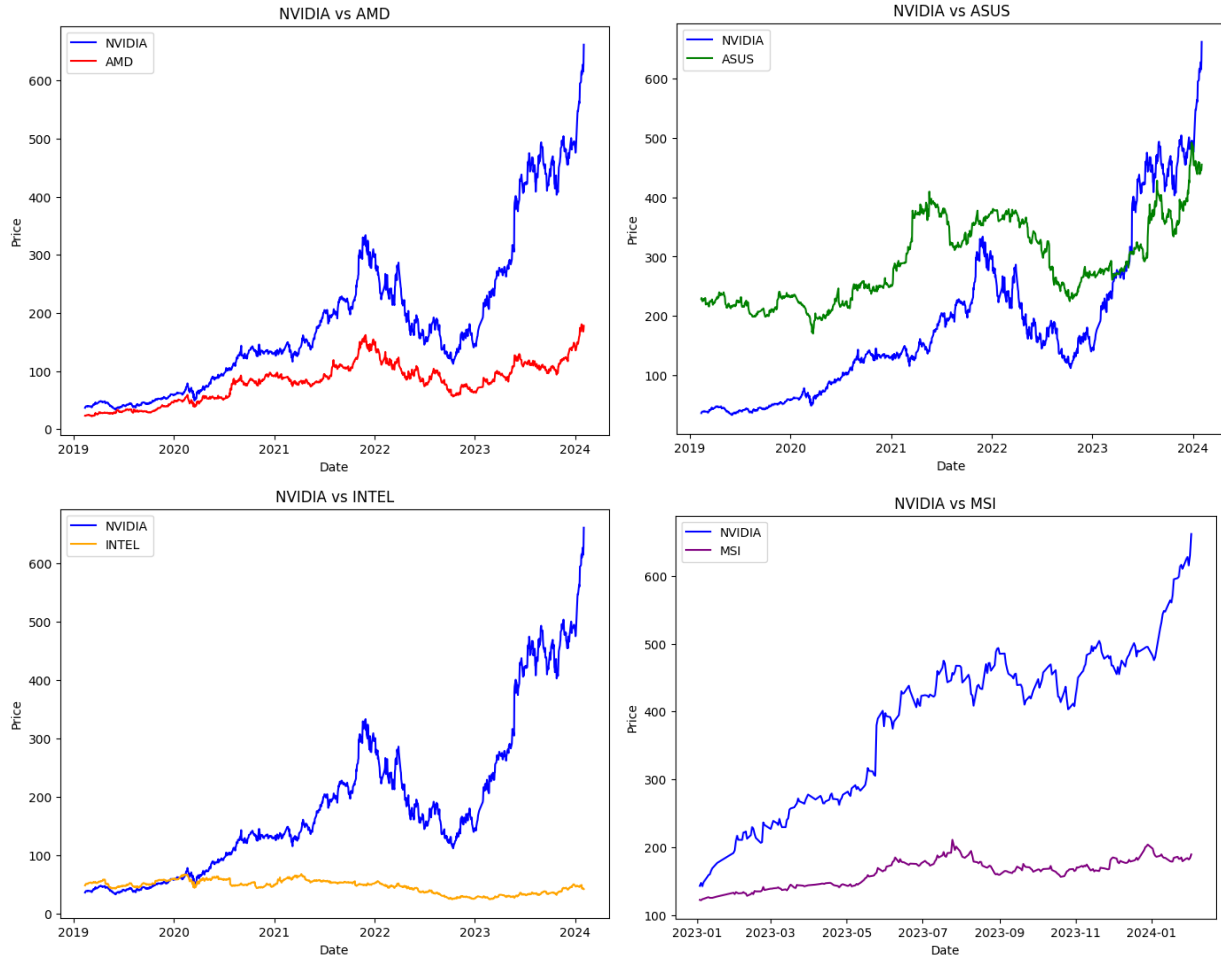 NVIDIA vs AMD
NVIDIA
AMD
600
500
400
300
200
100
0
Price
2019 2020 2021 2022 2023 2024
Date
NVIDIA vs ASUS
NVIDIA
ASUS
600
500
400
300
200
100
Price
2019 2020 2021 2022 2023 2024
Date
NVIDIA vs INTEL
NVIDIA
INTEL
600
500
400
300
200
100
0
Price
2019 2020 2021 2022 2023 2024
Date
NVIDIA vs MSI
NVIDIA
MSI
600
500
400
300
200
100
Price
2023-01 2023-03 2023-05 2023-07 2023-09 2023-11 2024-01
Date